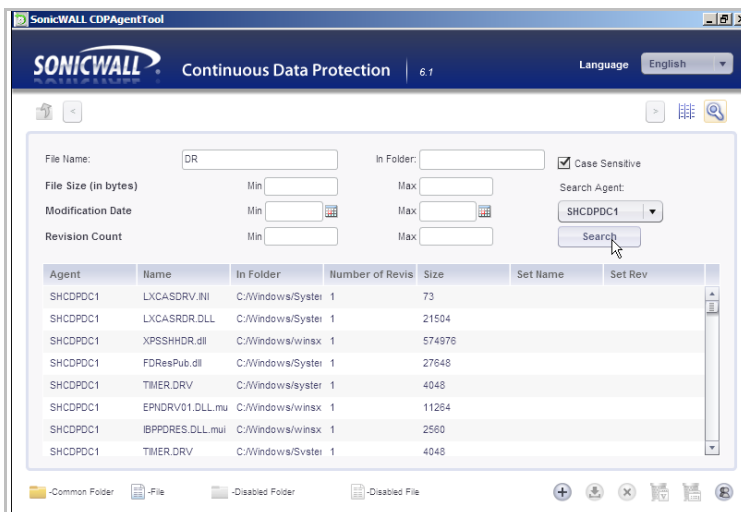 SonicWALL CDPAgentTool
SONICWALL Continuous Data Protection 6.1 Language English
File Name: DR In Folder: Case Sensitive
File Size (in bytes) Min Max Search Agent:
Modification Date Min Max SHCDPDC1
Revision Count Min Max Search
Agent Name In Folder Number of Revis Size Set Name Set Rev
SHCDPDC1 LXCASDRV.INI C:/Windows/Syster 1 73
SHCDPDC1 LXCASRDR.DLL C:/Windows/Syster 1 21504
SHCDPDC1 XPSSHHDR.dll C:/Windows/winsx 1 574976
SHCDPDC1 FDResPub.dll C:/Windows/Syster 1 27648
SHCDPDC1 TIMER.DRV C:/Windows/syster 1 4048
SHCDPDC1 EPNDRV01.DLL.mu C:/Windows/winsx 1 11264
SHCDPDC1 IBPPDRES.DLL.mui C:/Windows/winsx 1 2560
SHCDPDC1 TIMER.DRV C:/Windows/Syster 1 4048
-Common Folder -File -Disabled Folder -Disabled File